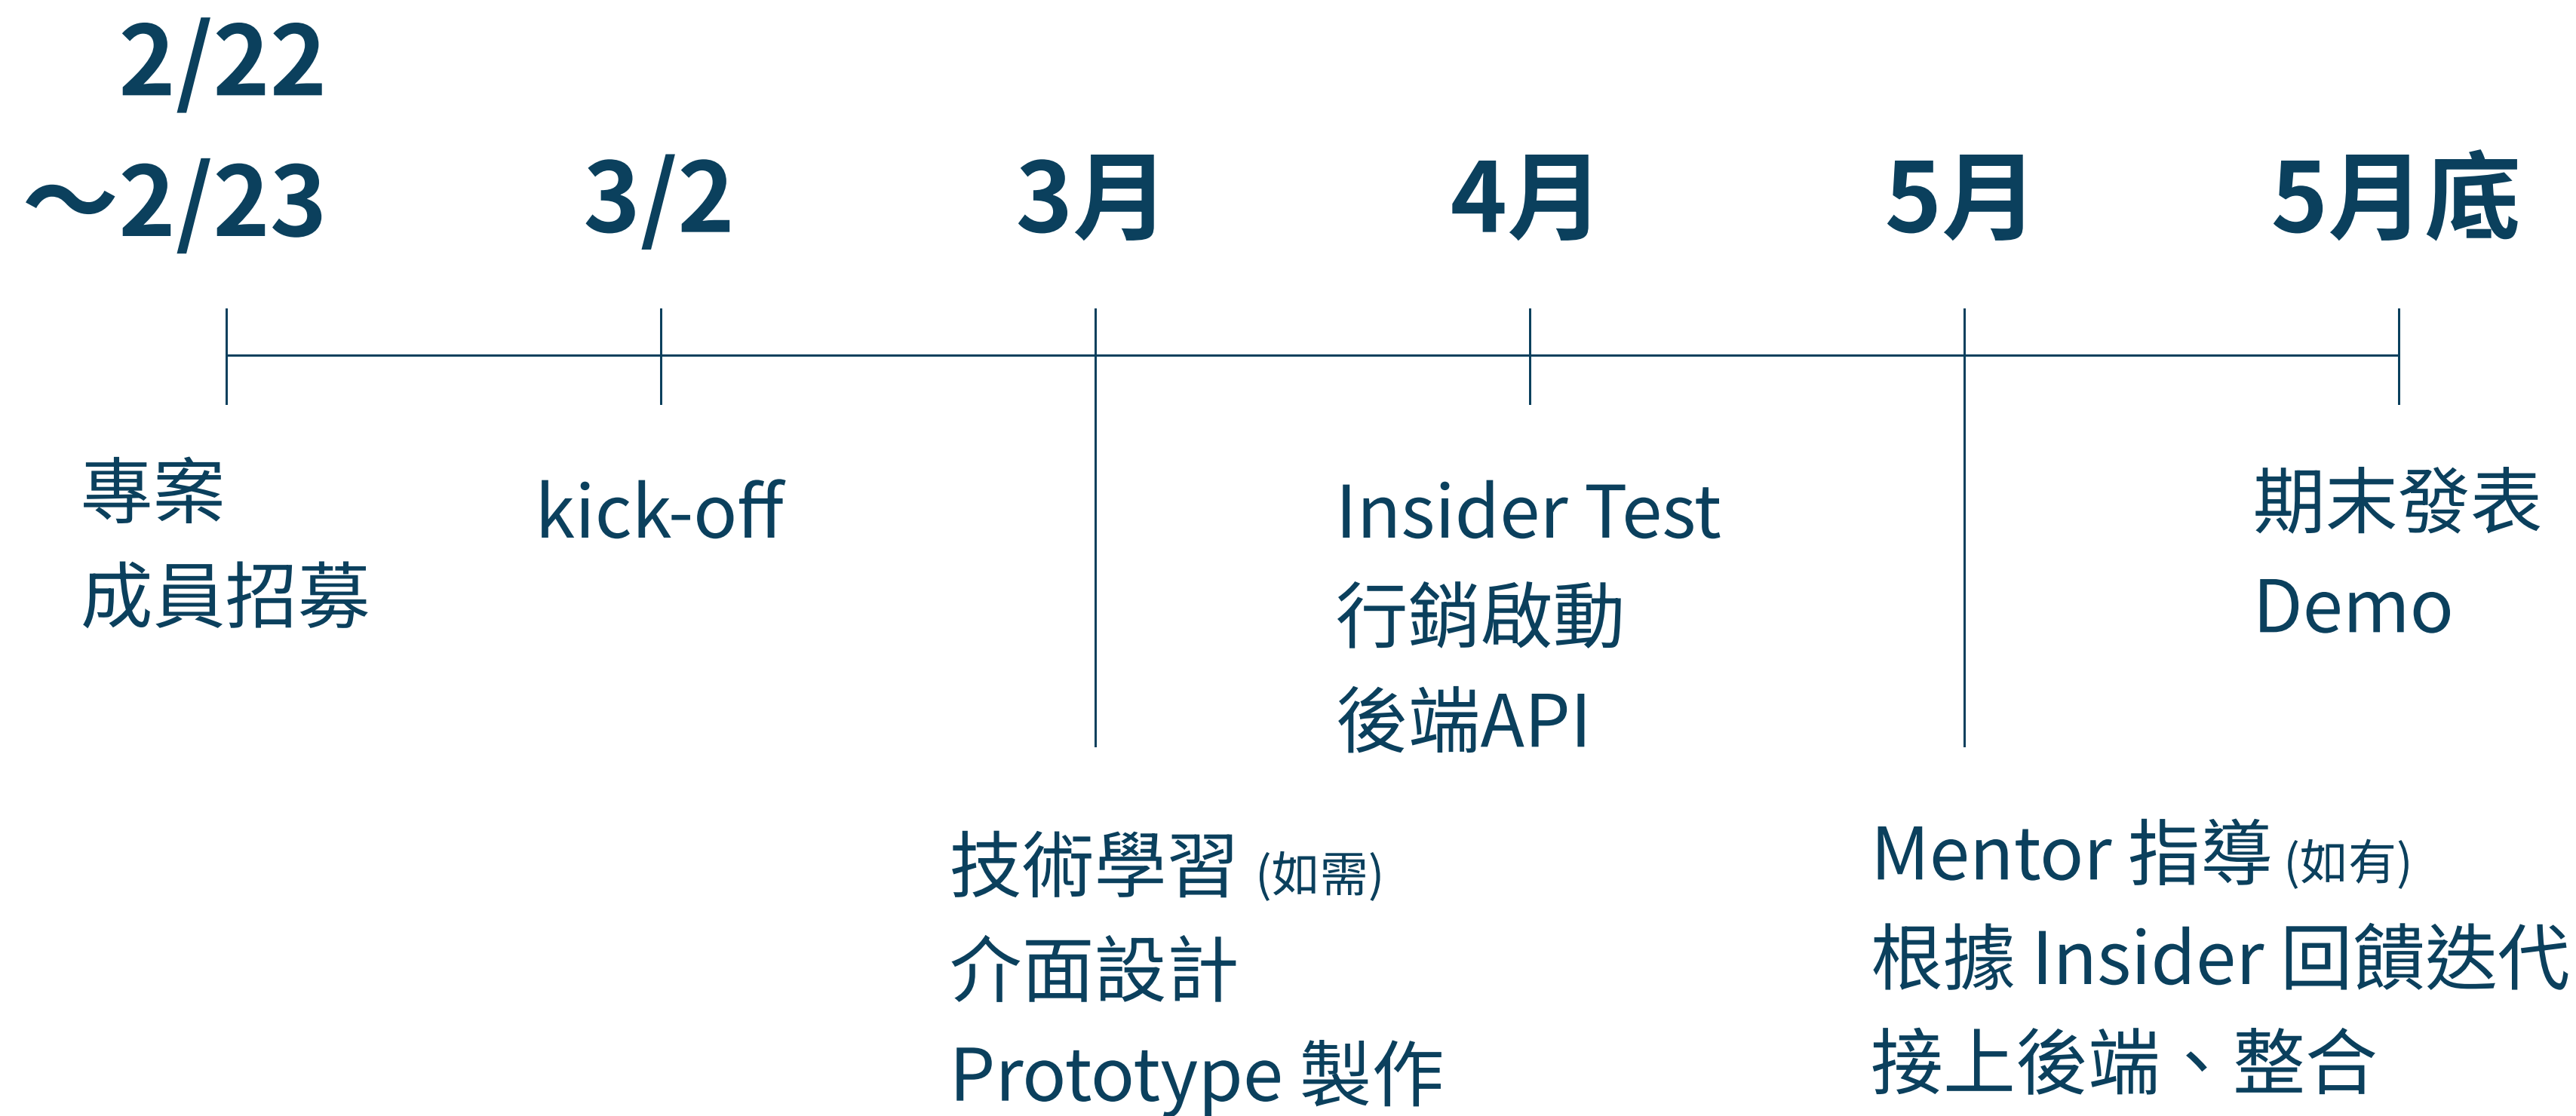 2/22
～2/23
3/2
3月
4月
5月
5月底
專案
成員招募
kick-off
技術學習 (如需)
介面設計
Prototype 製作
Insider Test
行銷啟動
後端API
Mentor 指導 (如有)
根據 Insider 回饋迭代
接上後端、整合
期末發表
Demo